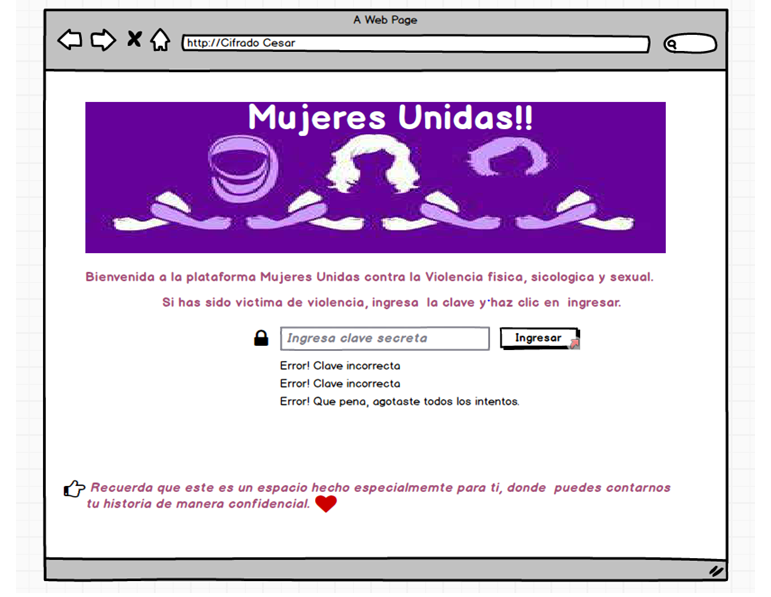 A Web Page
http://Cifrado Cesar
Mujeres Unidas!!
Bienvenida a la plataforma Mujeres Unidas contra la Violencia fisica, sicologica y sexual.
Si has sido victima de violencia, ingresa la clave y haz clic en ingresar.
Ingresa clave secreta
Ingresar
Error! Clave incorrecta
Error! Clave incorrecta
Error! Que pena, agotaste todos los intentos.
Recuerda que este es un espacio hecho especialmemte para ti, donde puedes contarnos
tu historia de manera confidencial.